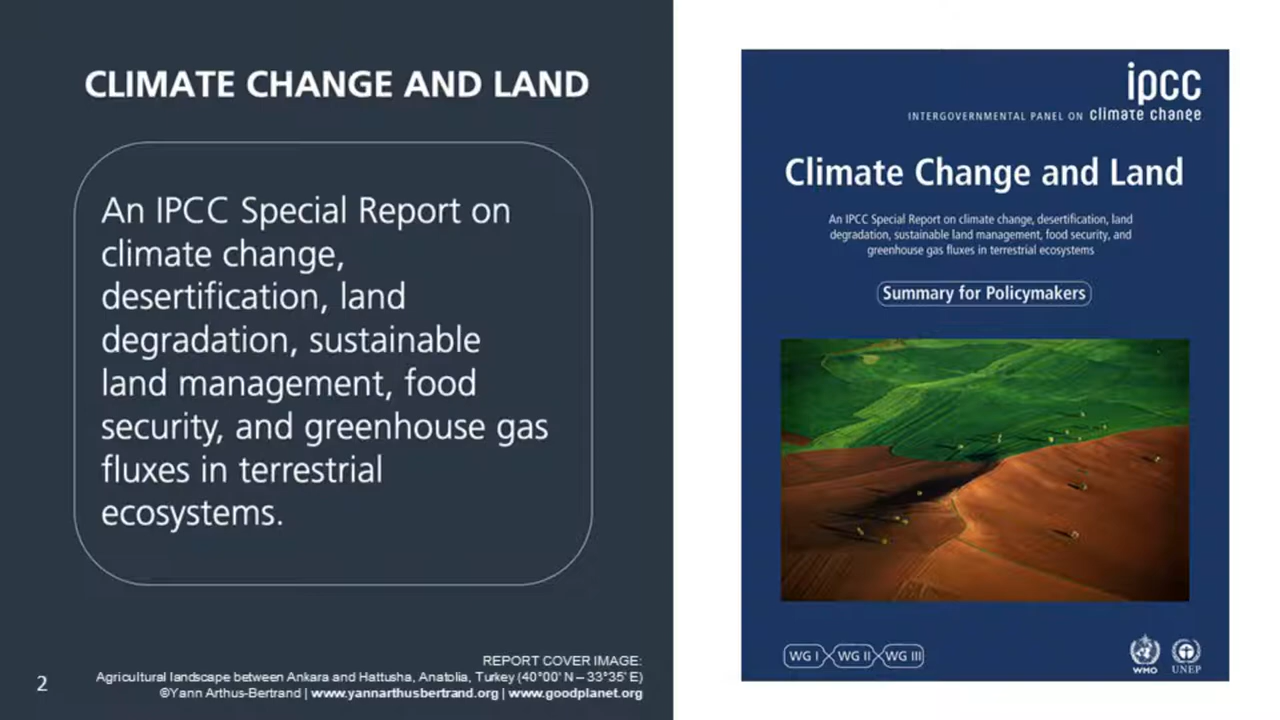 CLIMATE CHANGE AND LAND
An IPCC Special Report on
climate change,
desertification, land
degradation, sustainable
land management, food
security, and greenhouse gas
fluxes in terrestrial
ecosystems.
REPORT COVER IMAGE:
Agricultural landscape between Ankara and Hattusha, Anatolia, Turkey (40°00' N – 33°35' E)
©Yann Arthus-Bertrand | www.yannarthusbertrand.org | www.goodplanet.org
2
ipcc
INTERGOVERNMENTAL PANEL ON climate change
Climate Change and Land
An IPCC Special Report on climate change, desertification, land
degradation, sustainable land management, food security, and
greenhouse gas fluxes in terrestrial ecosystems
Summary for Policymakers
WG I WG II WG III
WMO UNEP